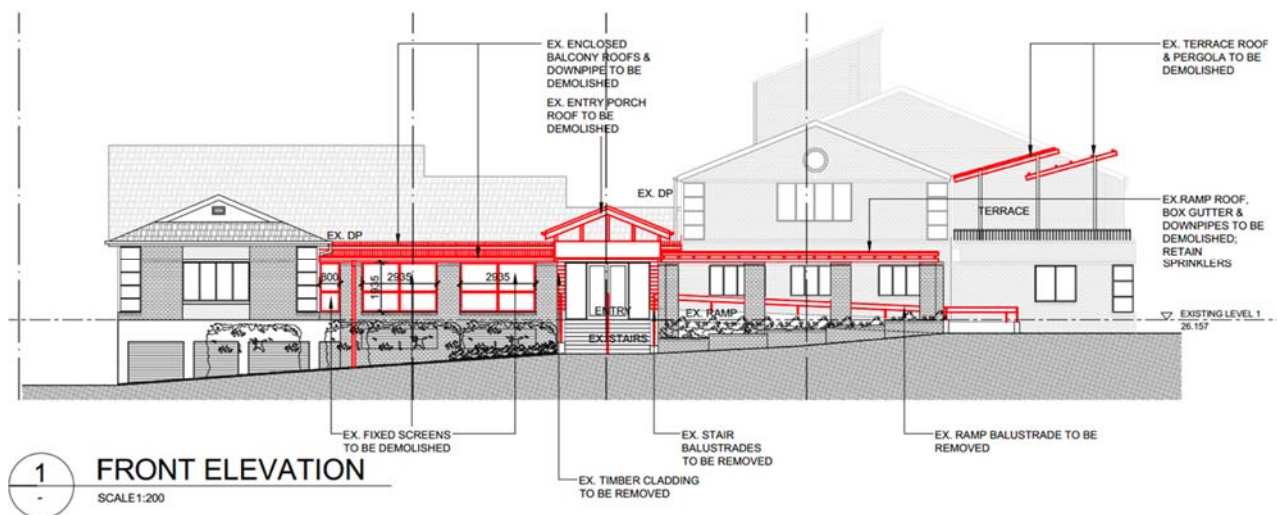 EX. ENCLOSED
BALCONY ROOFS &
DOWNPIPE TO BE
DEMOLISHED
EX. ENTRY PORCH
ROOF TO BE
DEMOLISHED
EX. TERRACE ROOF
& PERGOLA TO BE
DEMOLISHED
EX. DP
EX.RAMP ROOF,
BOX GUTTER &
DOWNPIPES TO BE
DEMOLISHED;
RETAIN
SPRINKLERS
TERRACE
EX. DP
800
2935
2935
1935
ENTRY
EX. RAMP
EX.STAIRS
EXISTING LEVEL 1
26.157
EX. FIXED SCREENS
TO BE DEMOLISHED
EX. STAIR
BALUSTRADES
TO BE REMOVED
EX. RAMP BALUSTRADE TO BE
REMOVED
EX. TIMBER CLADDING
TO BE REMOVED
1
-
FRONT ELEVATION
SCALE1:200